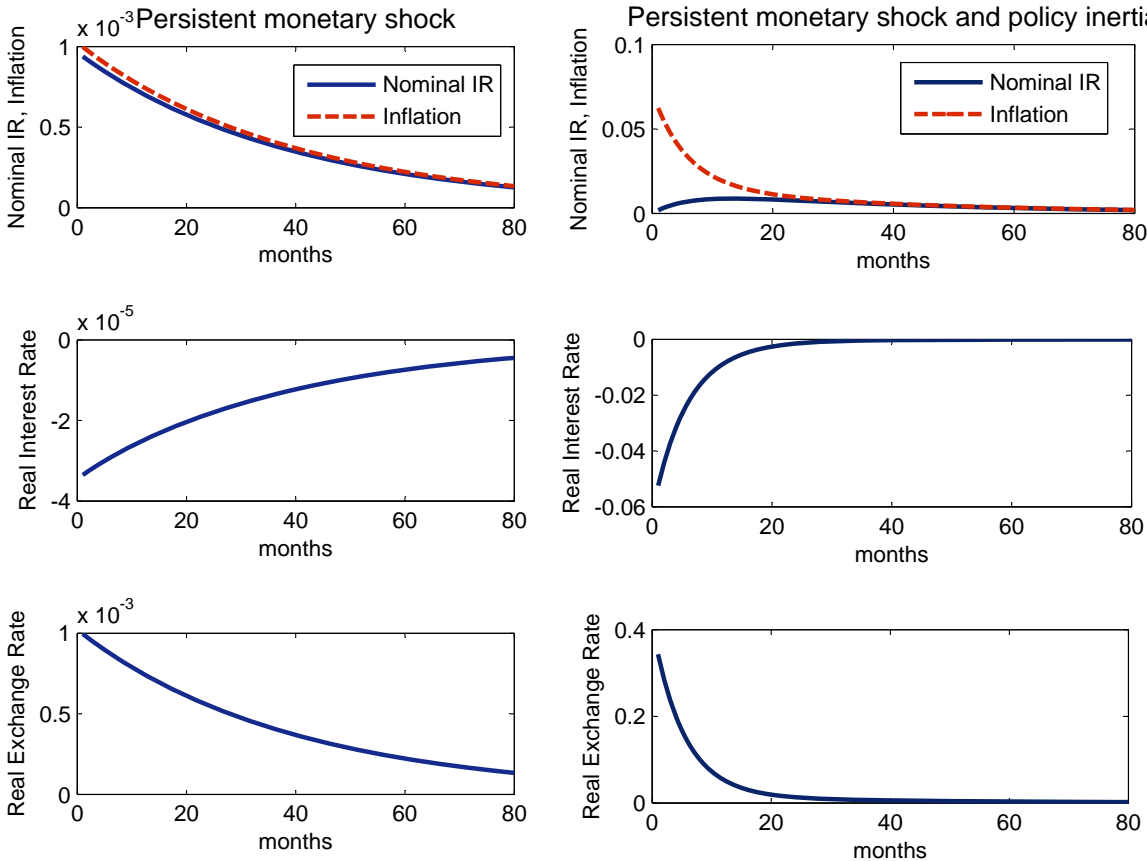 Persistent monetary shock
x 10-3
1
0.5
0
Nominal IR, Inflation
Nominal IR
Inflation
0 20 40 60 80
months
Persistent monetary shock and policy inertia
0.1
0.05
0
Nominal IR, Inflation
Nominal IR
Inflation
0 20 40 60 80
months
x 10-5
0
-2
-4
Real Interest Rate
0 20 40 60 80
months
0
-0.02
-0.04
-0.06
Real Interest Rate
0 20 40 60 80
months
x 10-3
1
0.5
0
Real Exchange Rate
0 20 40 60 80
months
0.4
0.2
0
Real Exchange Rate
0 20 40 60 80
months